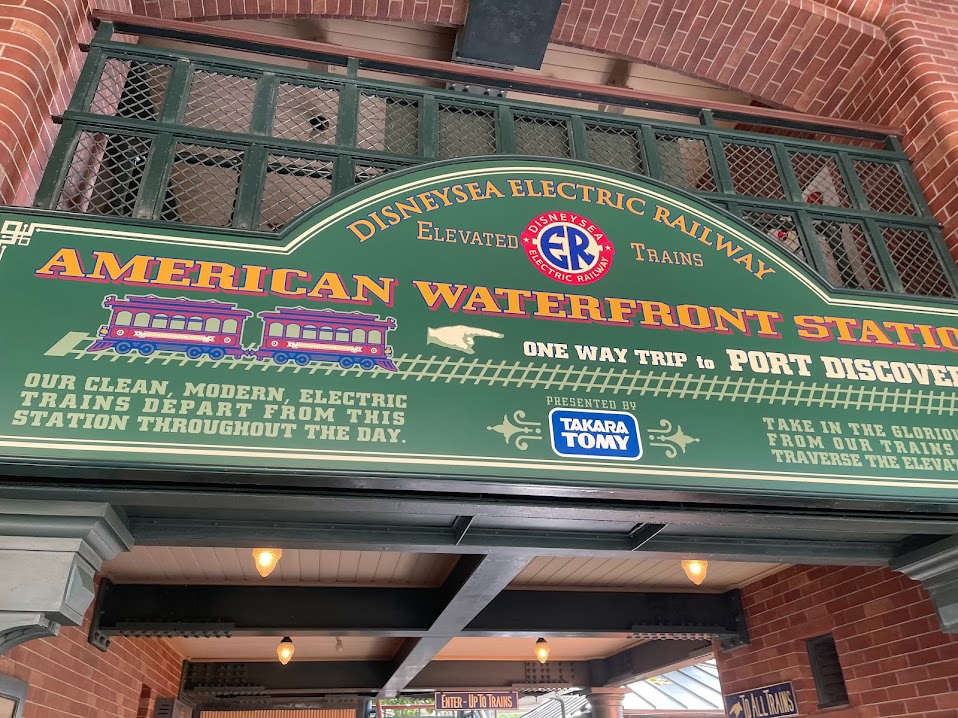 DISNEYSEA ELECTRIC RAILWAY
ELEVATED
DISNEYSEA
ER
ELECTRIC RAILWAY
TRAINS
AMERICAN WATERFRONT STATIO
ONE WAY TRIP to PORT DISCOVE
OUR CLEAN, MODERN, ELECTRIC
TRAINS DEPART FROM THIS
STATION THROUGHOUT THE DAY.
PRESENTED BY
TAKARA
TOMY
TAKE IN THE GLORIOU
FROM OUR TRAINS
TRAVERSE THE ELEVAT
ENTER - UP TO TRAINS
TO ALL TRAINS